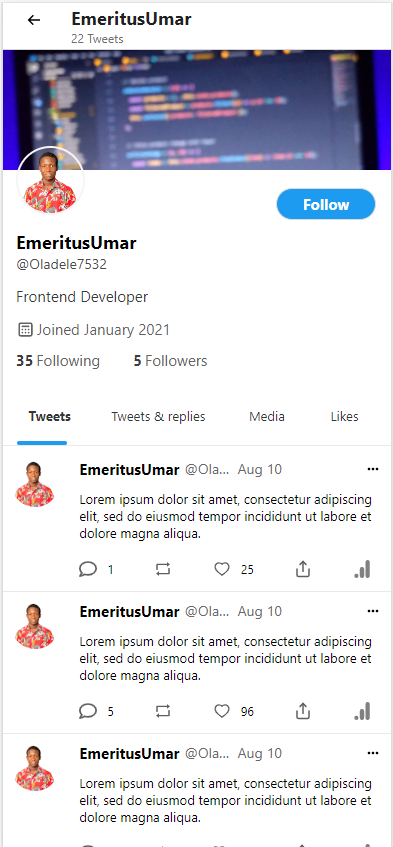 EmeritusUmar
22 Tweets
Follow
EmeritusUmar
@Oladele7532
Frontend Developer
Joined January 2021
35 Following 5 Followers
Tweets Tweets & replies Media Likes
EmeritusUmar @Ola... Aug 10
Lorem ipsum dolor sit amet, consectetur adipiscing
elit, sed do eiusmod tempor incididunt ut labore et
dolore magna aliqua.
1 25
EmeritusUmar @Ola... Aug 10
Lorem ipsum dolor sit amet, consectetur adipiscing
elit, sed do eiusmod tempor incididunt ut labore et
dolore magna aliqua.
5 96
EmeritusUmar @Ola... Aug 10
Lorem ipsum dolor sit amet, consectetur adipiscing
elit, sed do eiusmod tempor incididunt ut labore et
dolore magna aliqua.